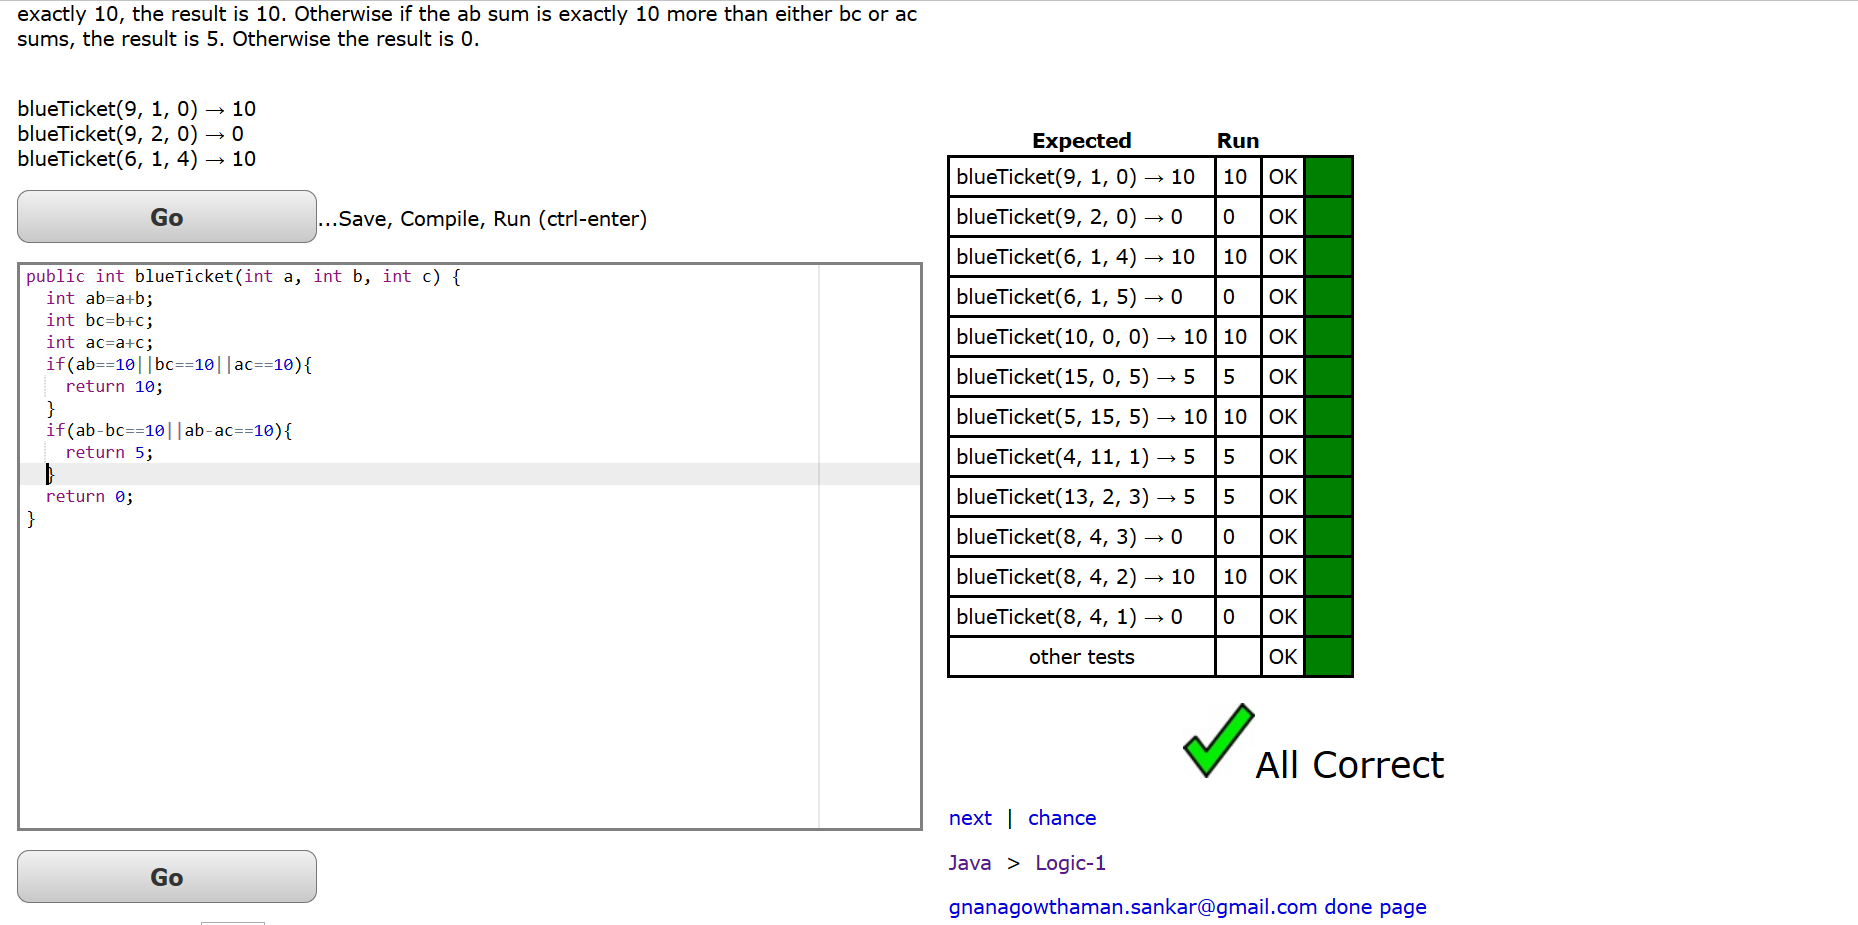 exactly 10, the result is 10. Otherwise if the ab sum is exactly 10 more than either bc or ac
sums, the result is 5. Otherwise the result is 0.
blueTicket(9, 1, 0) → 10
blueTicket(9, 2, 0) → 0
blueTicket(6, 1, 4) → 10
Go
...Save, Compile, Run (ctrl-enter)
public int blueTicket(int a, int b, int c) {
int ab=a+b;
int bc=b+c;
int ac=a+c;
if(ab==10||bc==10||ac==10){
return 10;
}
if(ab-bc==10||ab-ac==10){
return 5;
}
return 0;
}
Go
Expected Run
blueTicket(9, 1, 0) → 10 10 OK
blueTicket(9, 2, 0) → 0 0 OK
blueTicket(6, 1, 4) → 10 10 OK
blueTicket(6, 1, 5) → 0 0 OK
blueTicket(10, 0, 0) → 10 10 OK
blueTicket(15, 0, 5) → 5 5 OK
blueTicket(5, 15, 5) → 10 10 OK
blueTicket(4, 11, 1) → 5 5 OK
blueTicket(13, 2, 3) → 5 5 OK
blueTicket(8, 4, 3) → 0 0 OK
blueTicket(8, 4, 2) → 10 10 OK
blueTicket(8, 4, 1) → 0 0 OK
other tests OK
All Correct
next | chance
Java > Logic-1
gnanagowthaman.sankar@gmail.com done page